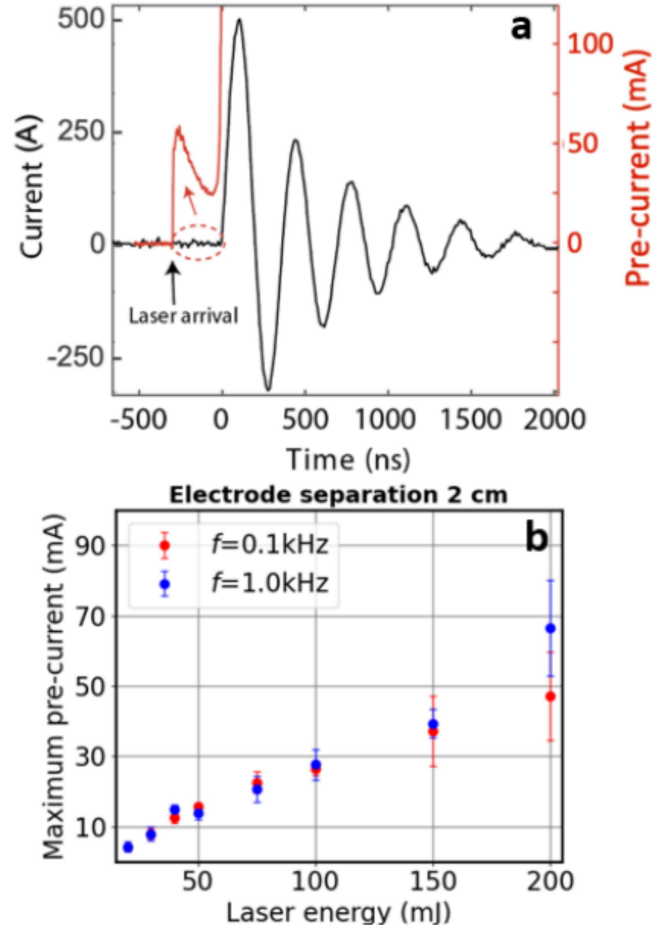 a
500
250
0
-250
Current (A)
100
50
0
Pre-current (mA)
Laser arrival
-500 0 500 1000 1500 2000
Time (ns)
Electrode separation 2 cm
b
f=0.1kHz
f=1.0kHz
90
70
50
30
10
Maximum pre-current (mA)
50 100 150 200
Laser energy (mJ)